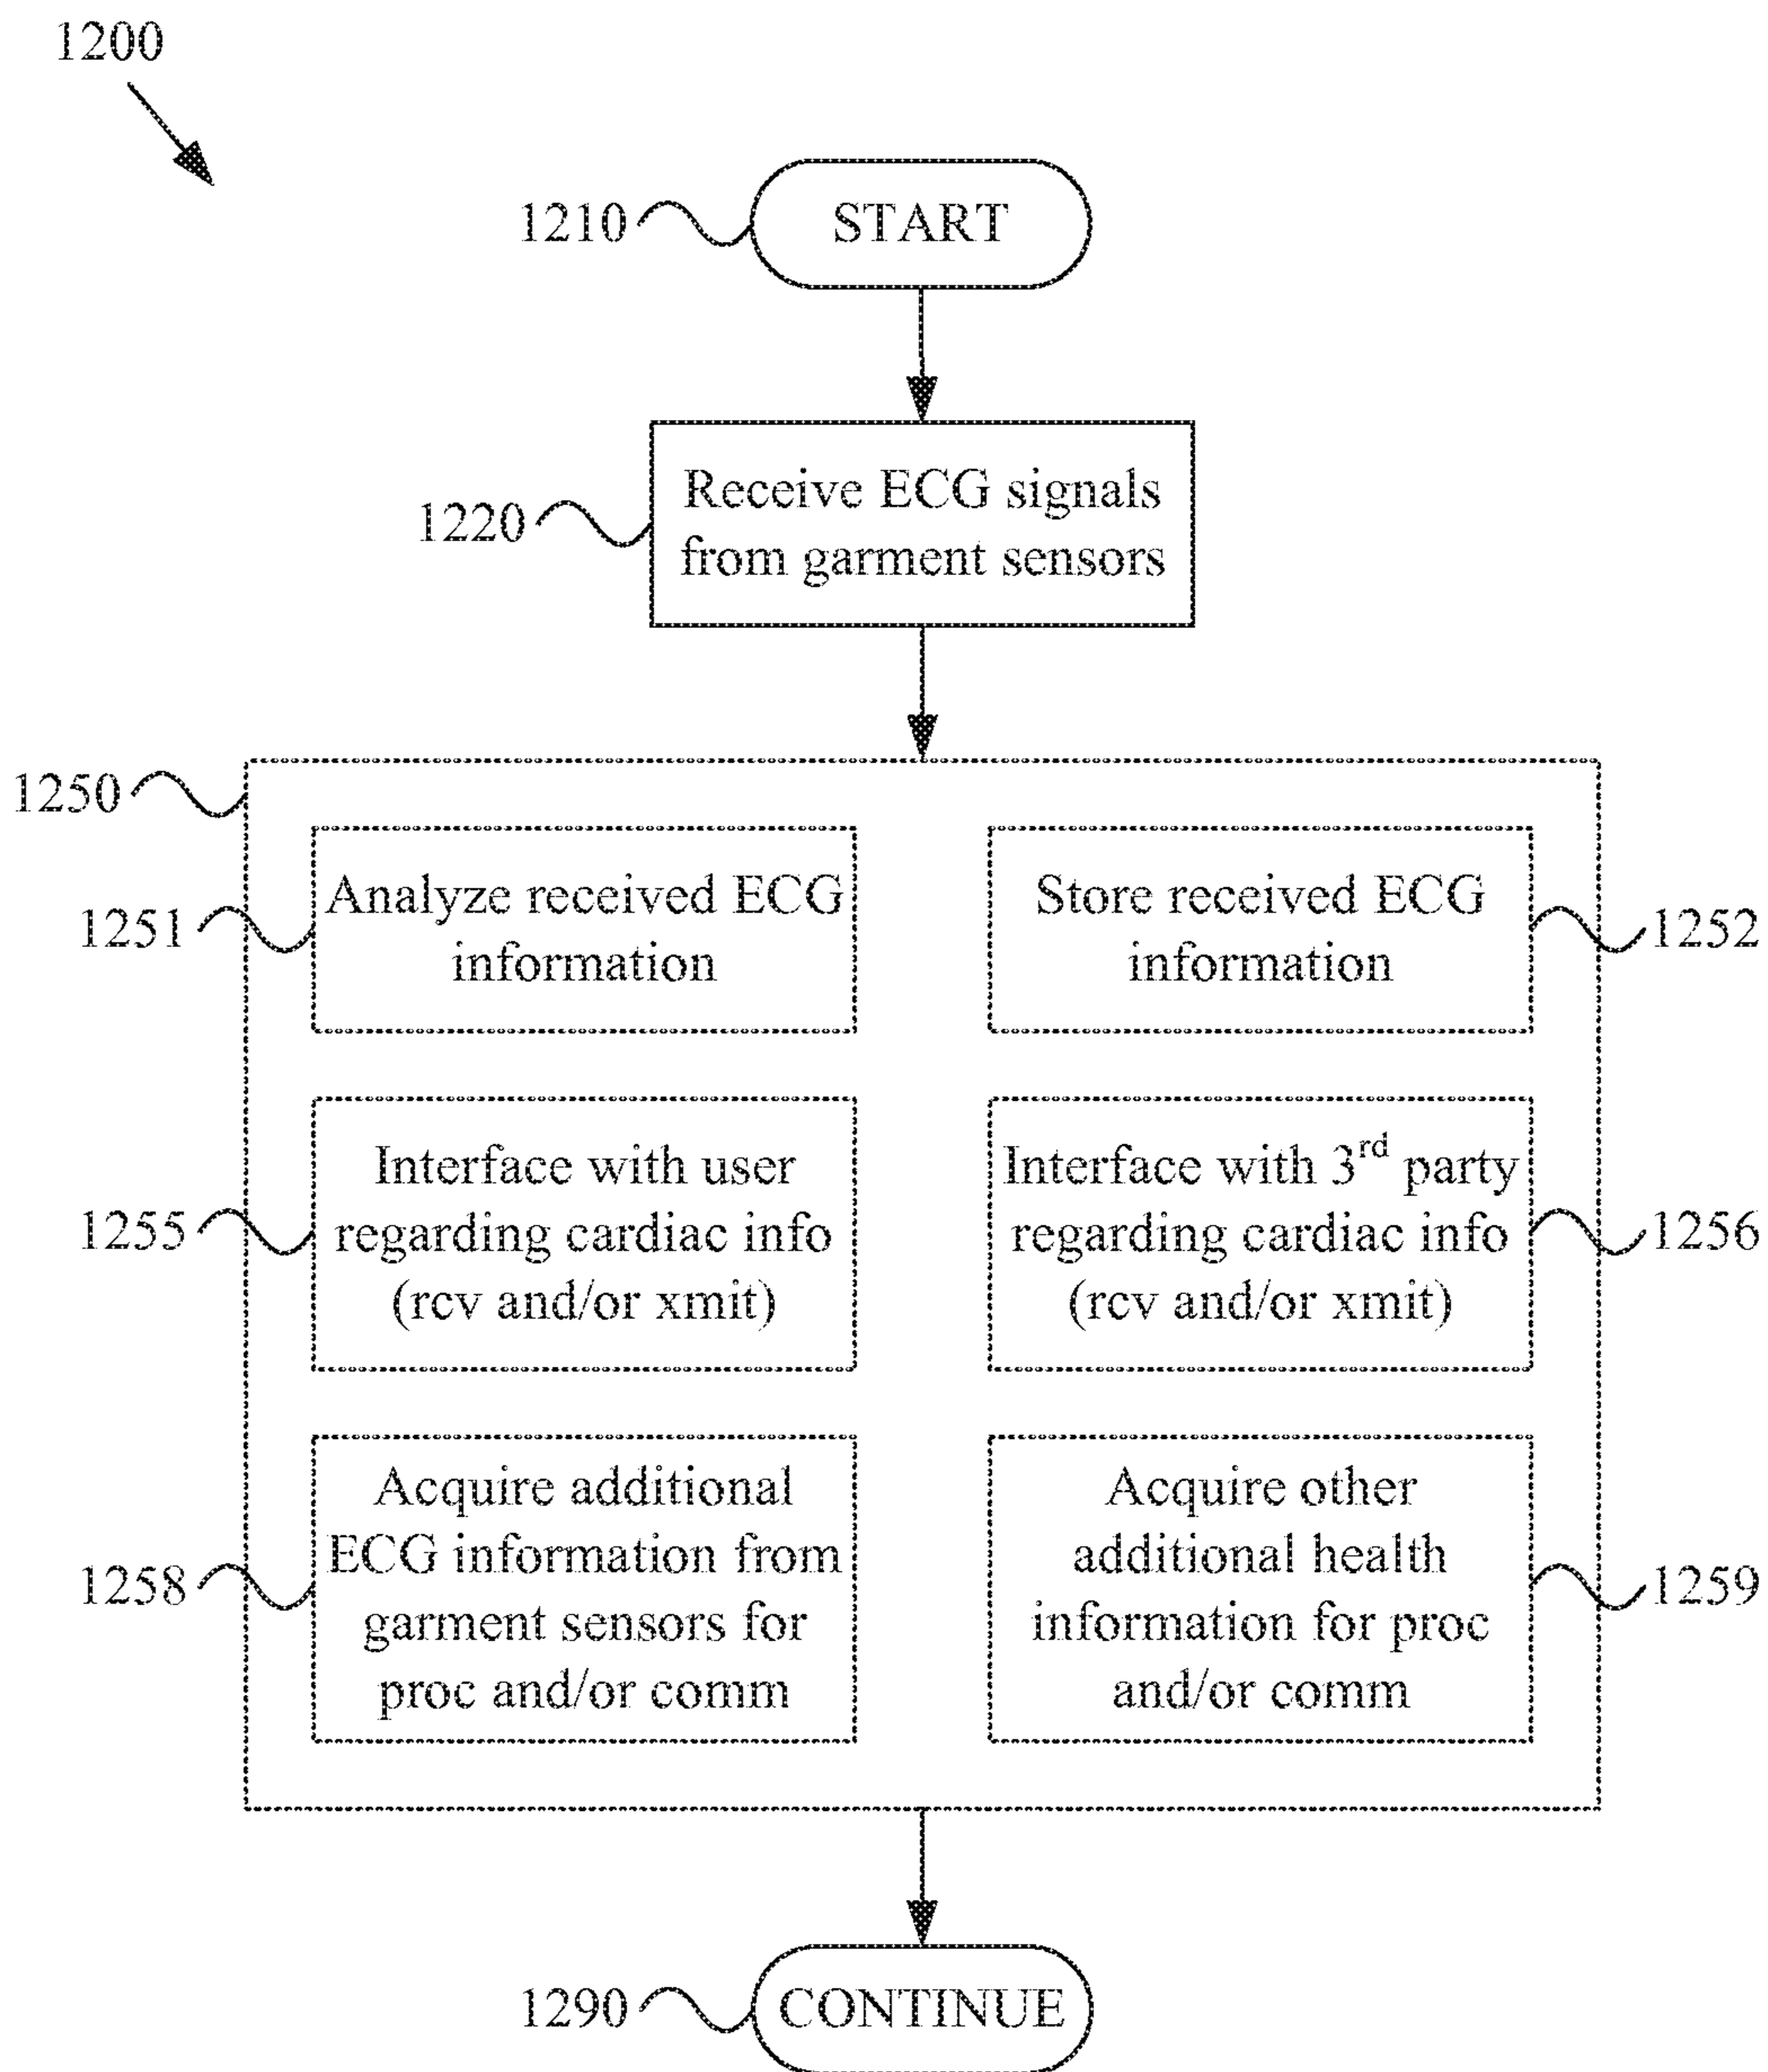 1200
1210
START
1220
Receive ECG signals
from garment sensors
1250
1251
Analyze received ECG
information
Store received ECG
information
1252
1255
Interface with user
regarding cardiac info
(rcv and/or xmit)
Interface with 3rd party
regarding cardiac info
(rcv and/or xmit)
1256
1258
Acquire additional
ECG information from
garment sensors for
proc and/or comm
Acquire other
additional health
information for proc
and/or comm
1259
1290
CONTINUE